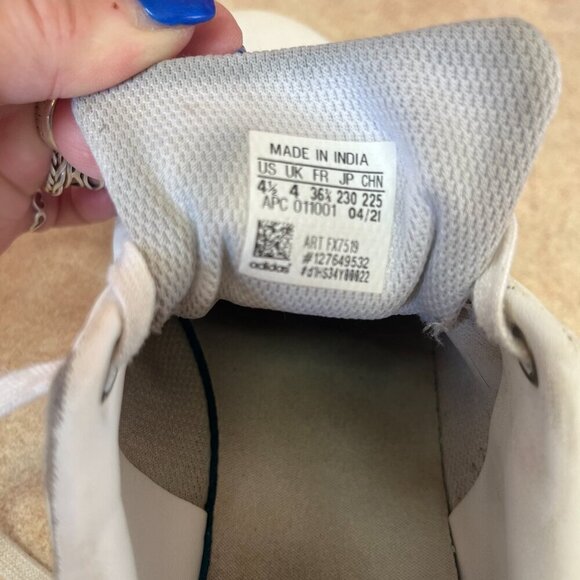 MADE IN INDIA
US UK FR JP CHN
4½ 4 36⅔ 230 225
APC 011001 04/21
ART FX7519
#127649532
adidas